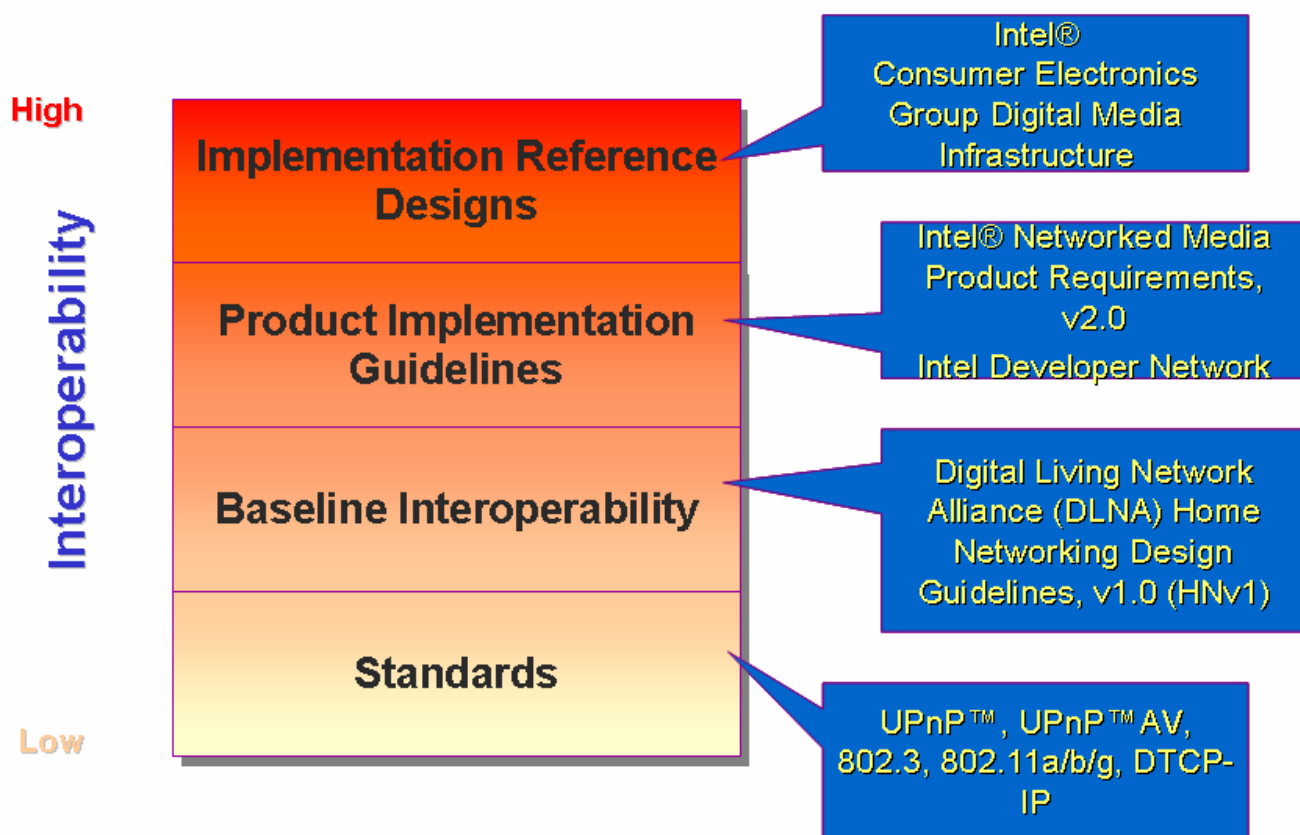 High
Interoperability
Low
Implementation Reference
Designs
Product Implementation
Guidelines
Baseline Interoperability
Standards
Intel®
Consumer Electronics
Group Digital Media
Infrastructure
Intel® Networked Media
Product Requirements,
v2.0
Intel Developer Network
Digital Living Network
Alliance (DLNA) Home
Networking Design
Guidelines, v1.0 (HNv1)
UPnP™, UPnP™ AV,
802.3, 802.11a/b/g, DTCP-
IP